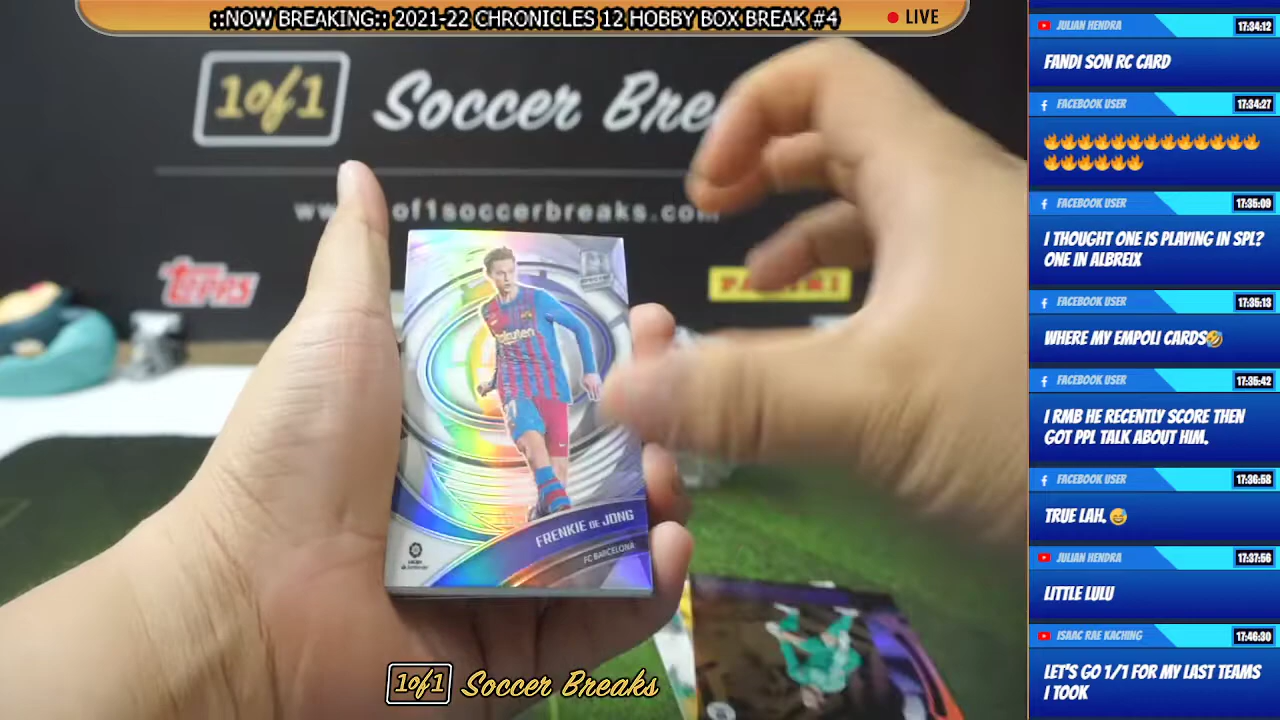 ::NOW BREAKING:: 2021-22 CHRONICLES 12 HOBBY BOX BREAK #4
LIVE
1of1 Soccer Bre
of1soccerbreaks.com
TOPPS
PANINI
Rakuten
FRENKIE DE JONG
FC BARCELONA
1of1 Soccer Breaks
JULIAN HENDRA 17:34:12
FANDI SON RC CARD
FACEBOOK USER 17:34:27
🔥🔥🔥🔥🔥🔥🔥🔥🔥🔥🔥🔥🔥
🔥🔥🔥🔥🔥🔥
FACEBOOK USER 17:35:09
I THOUGHT ONE IS PLAYING IN SPL?
ONE IN ALBREIX
FACEBOOK USER 17:35:13
WHERE MY EMPOLI CARDS🤣
FACEBOOK USER 17:35:42
I RMB HE RECENTLY SCORE THEN
GOT PPL TALK ABOUT HIM.
FACEBOOK USER 17:36:58
TRUE LAH. 😅
JULIAN HENDRA 17:37:56
LITTLE LULU
ISAAC RAE KACHING 17:46:30
LET'S GO 1/1 FOR MY LAST TEAMS
I TOOK